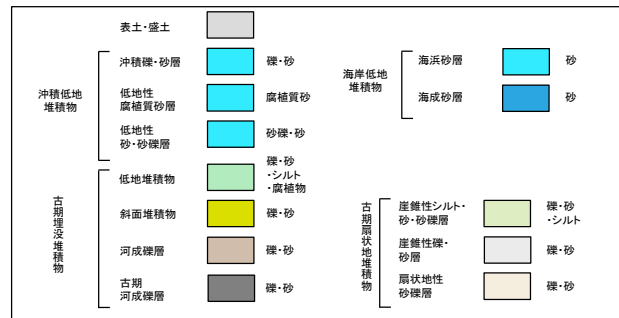 表土・盛土
沖積低地
堆積物
沖積礫・砂層
礫・砂
低地性
腐植質砂層
腐植質砂
低地性
砂・砂礫層
砂礫・砂
海岸低地
堆積物
海浜砂層
砂
海成砂層
砂
古期埋没堆積物
低地堆積物
礫・砂
・シルト
・腐植物
斜面堆積物
礫・砂
河成礫層
礫・砂
古期
河成礫層
礫・砂
古期扇状地堆積物
崖錐性シルト・
砂・砂礫層
礫・砂
・シルト
崖錐性礫・
砂層
礫・砂
扇状地性
砂礫層
礫・砂